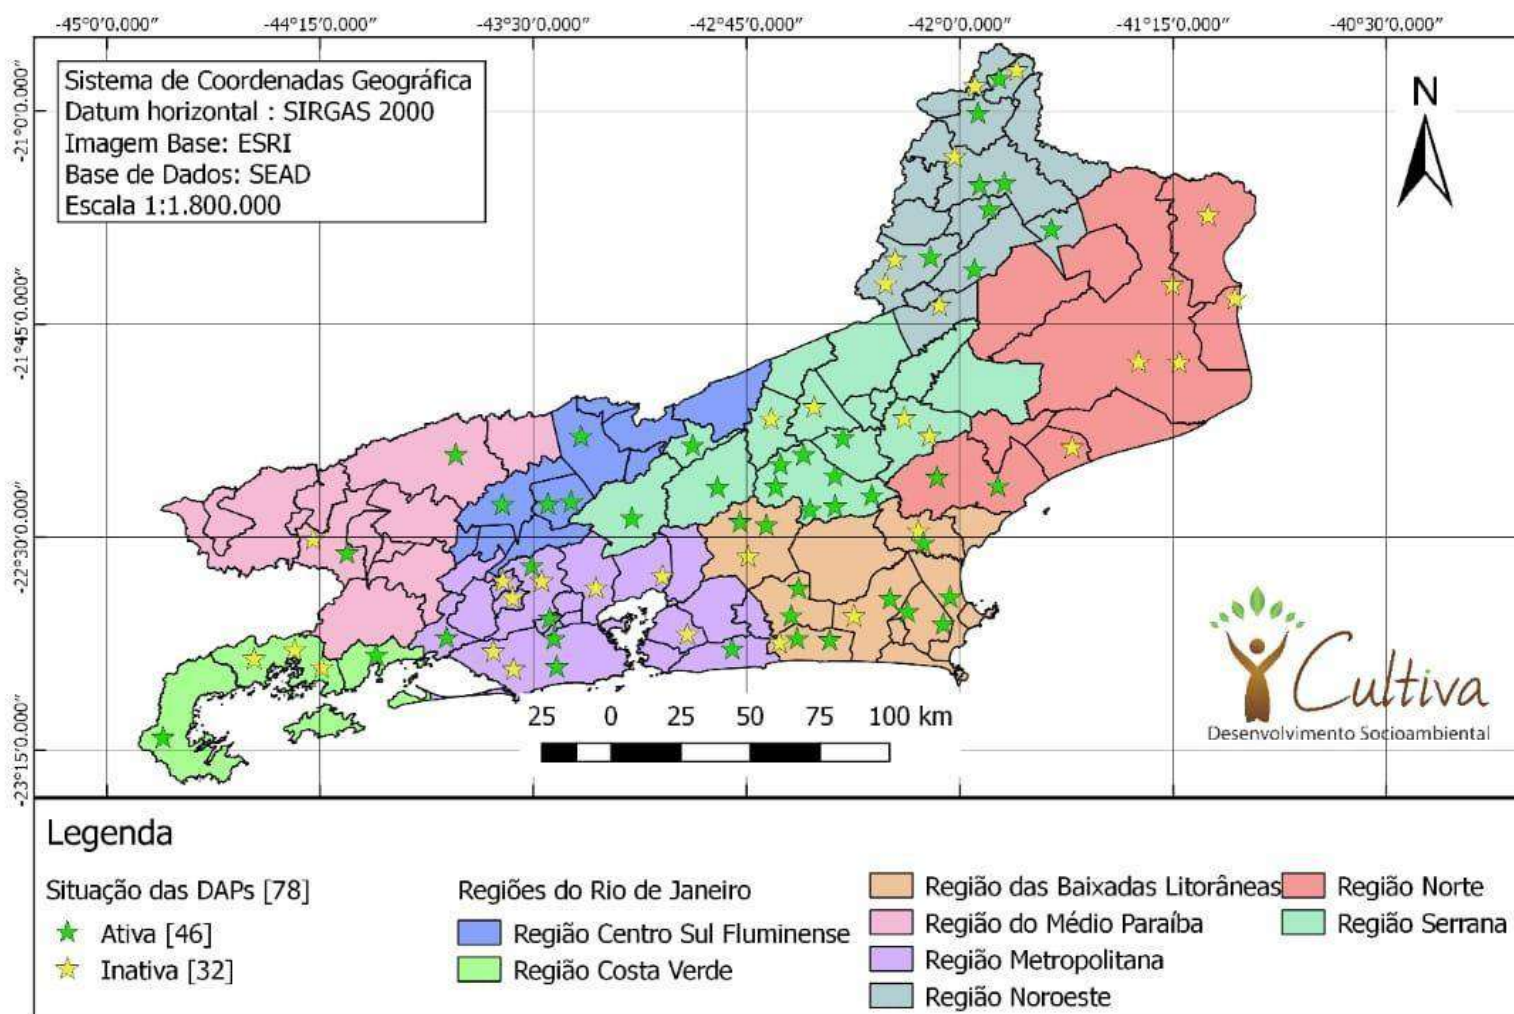 -45°0'0.000″ -44°15'0.000″ -43°30'0.000″ -42°45'0.000″ -42°0'0.000″ -41°15'0.000″ -40°30'0.000″
Sistema de Coordenadas Geográfica
Datum horizontal : SIRGAS 2000
Imagem Base: ESRI
Base de Dados: SEAD
Escala 1:1.800.000
N
-21°0'0.000″
-21°45'0.000″
-22°30'0.000″
-23°15'0.000″
Cultiva
Desenvolvimento Socioambiental
25 0 25 50 75 100 km
Legenda
Situação das DAPs [78]
Ativa [46]
Inativa [32]
Regiões do Rio de Janeiro
Região Centro Sul Fluminense
Região Costa Verde
Região das Baixadas Litorâneas
Região do Médio Paraíba
Região Metropolitana
Região Noroeste
Região Norte
Região Serrana